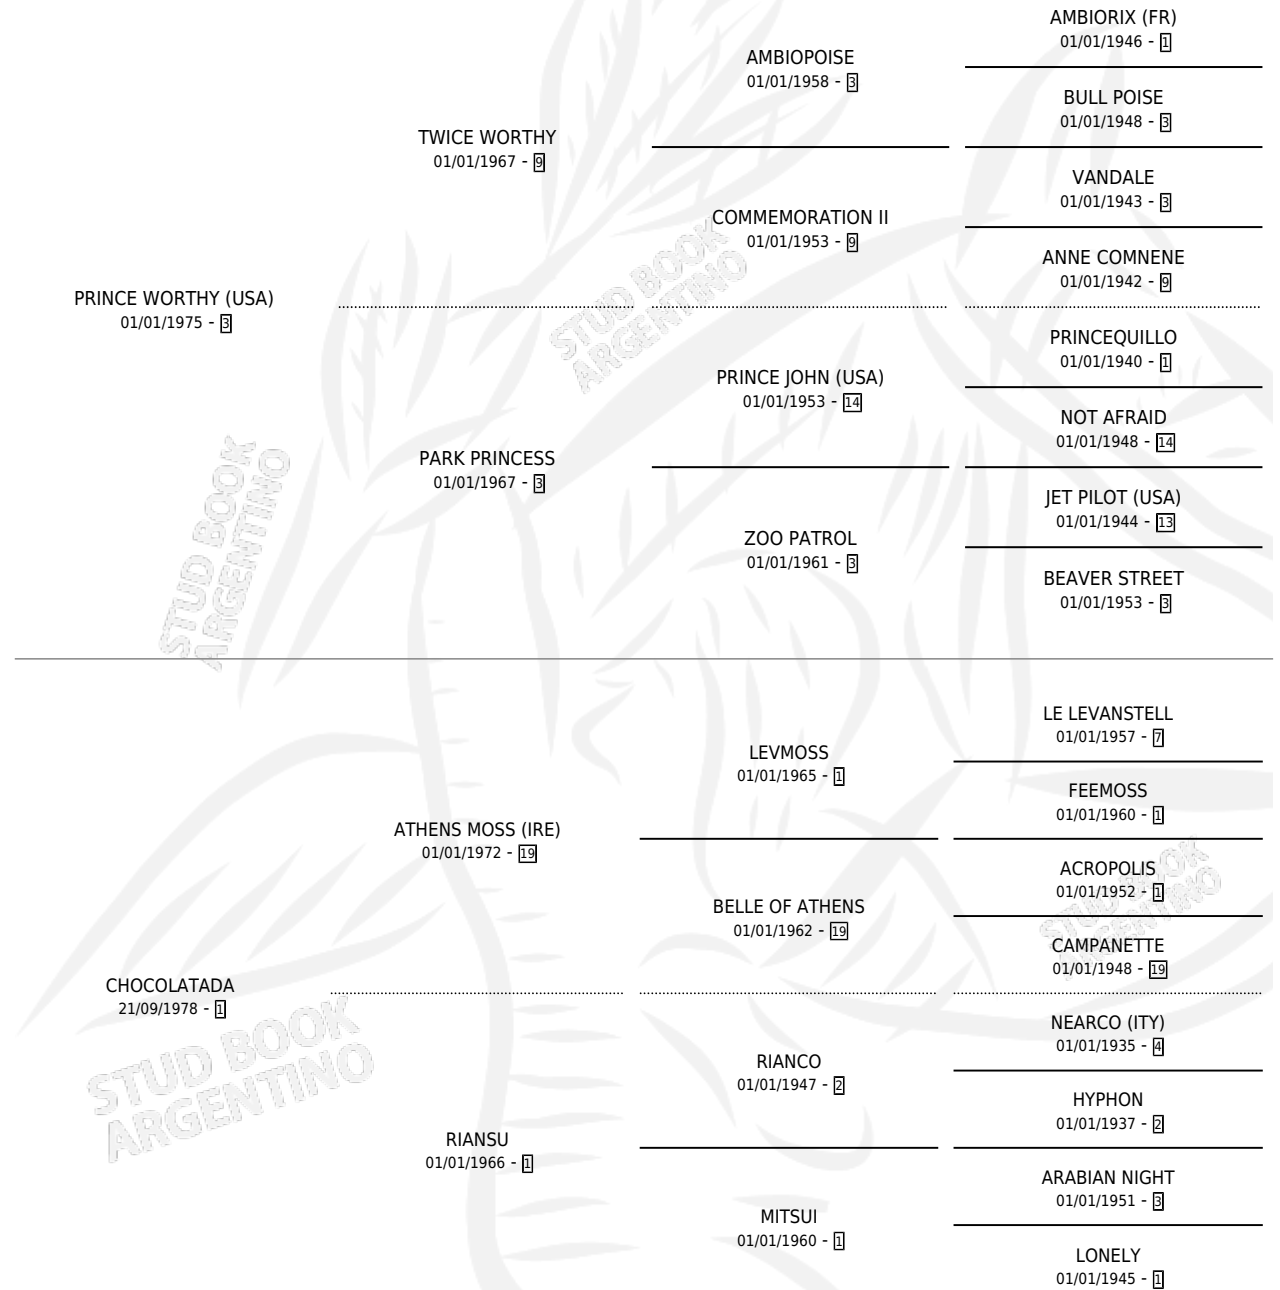 AMBIORIX (FR)
01/01/1946 - 1
AMBIOPOISE
01/01/1958 - 3
BULL POISE
01/01/1948 - 3
TWICE WORTHY
01/01/1967 - 9
VANDALE
01/01/1943 - 3
COMMEMORATION II
01/01/1953 - 9
ANNE COMNENE
01/01/1942 - 9
PRINCE WORTHY (USA)
01/01/1975 - 3
PRINCEQUILLO
01/01/1940 - 1
PRINCE JOHN (USA)
01/01/1953 - 14
NOT AFRAID
01/01/1948 - 14
PARK PRINCESS
01/01/1967 - 3
JET PILOT (USA)
01/01/1944 - 13
ZOO PATROL
01/01/1961 - 3
BEAVER STREET
01/01/1953 - 3
LE LEVANSTELL
01/01/1957 - 7
LEVMOSS
01/01/1965 - 1
FEEMOSS
01/01/1960 - 1
ATHENS MOSS (IRE)
01/01/1972 - 19
ACROPOLIS
01/01/1952 - 1
BELLE OF ATHENS
01/01/1962 - 19
CAMPANETTE
01/01/1948 - 19
CHOCOLATADA
21/09/1978 - 1
NEARCO (ITY)
01/01/1935 - 4
RIANCO
01/01/1947 - 2
HYPHON
01/01/1937 - 2
RIANSU
01/01/1966 - 1
ARABIAN NIGHT
01/01/1951 - 3
MITSUI
01/01/1960 - 1
LONELY
01/01/1945 - 1
STUD BOOK
ARGENTINO
STUD BOOK
ARGENTINO
STUD BOOK
ARGENTINO
STUD BOOK
ARGENTINO